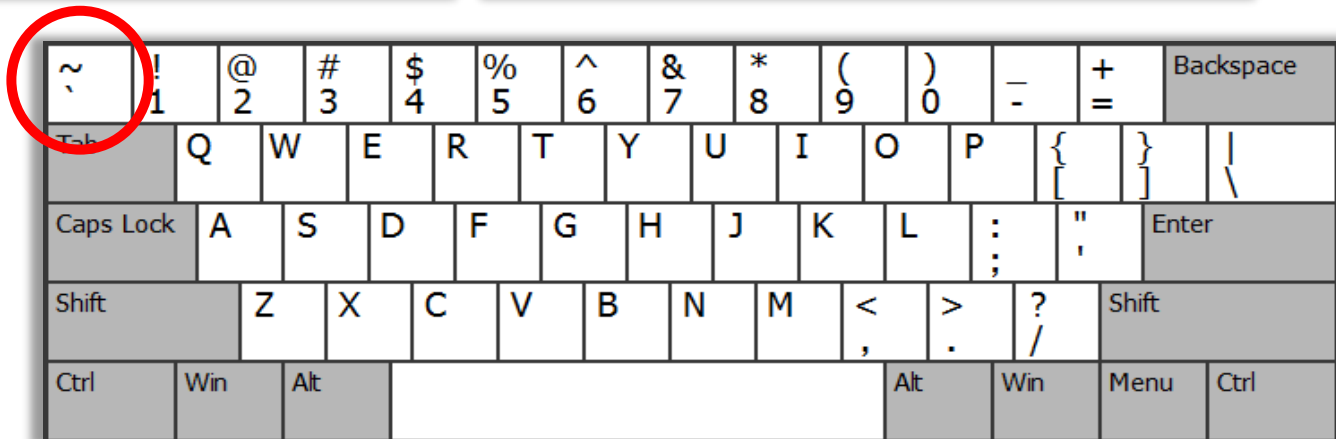 ~ ! @ # $ % ^ & * ( ) _ + Backspace
` 1 2 3 4 5 6 7 8 9 0 - =
Tab Q W E R T Y U I O P { } |
[ ] \
Caps Lock A S D F G H J K L : " Enter
; '
Shift Z X C V B N M < > ? Shift
, . /
Ctrl Win Alt Alt Win Menu Ctrl